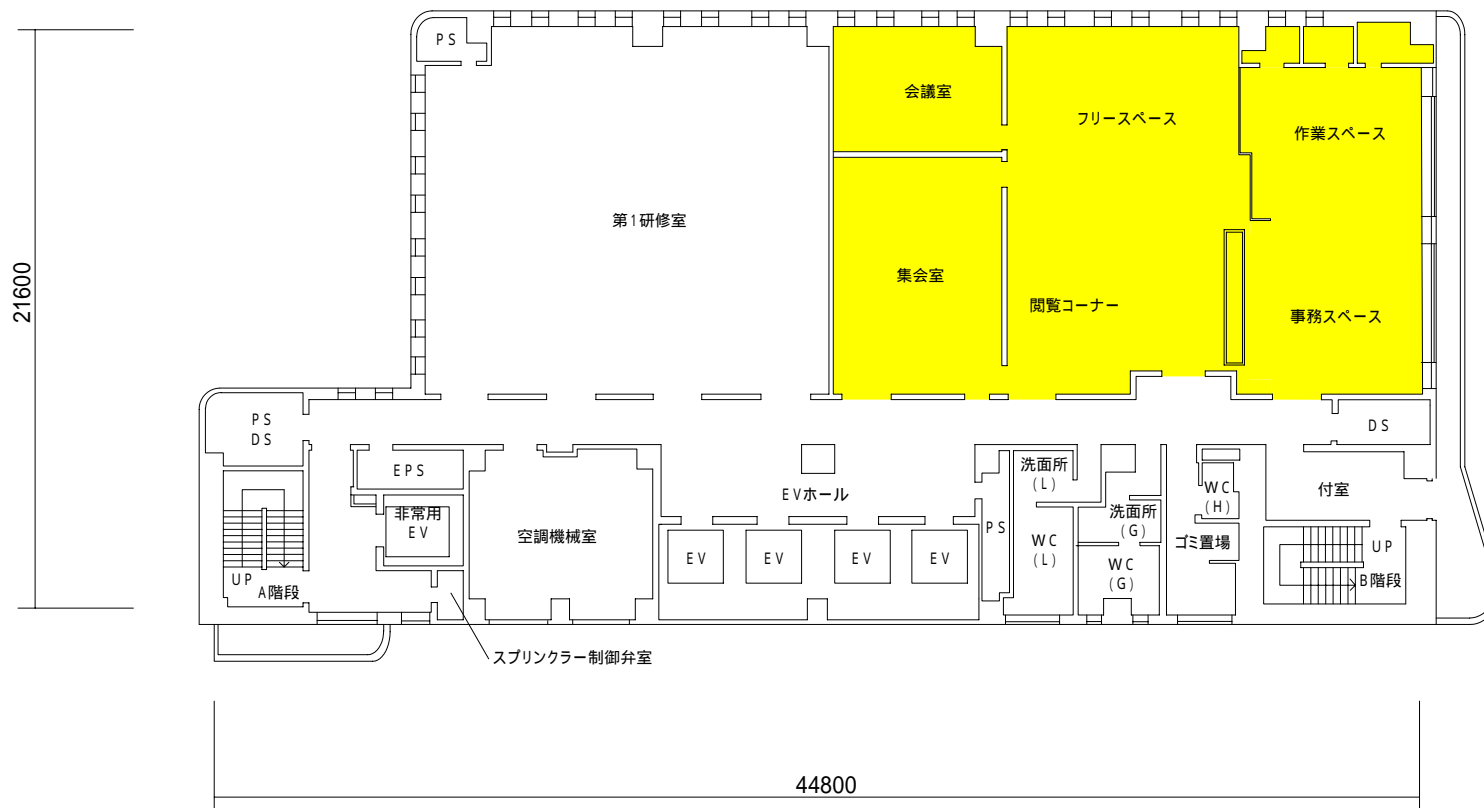 PS
会議室
フリースペース
作業スペース
第1研修室
集会室
閲覧コーナー
事務スペース
21600
PS
DS
DS
EPS
洗面所
(L)
WC
(H)
付室
EVホール
非常用
EV
空調機械室
PS
洗面所
(G)
ゴミ置場
WC
(L)
EV
EV
EV
EV
WC
(G)
UP
A階段
UP
B階段
スプリンクラー制御弁室
44800